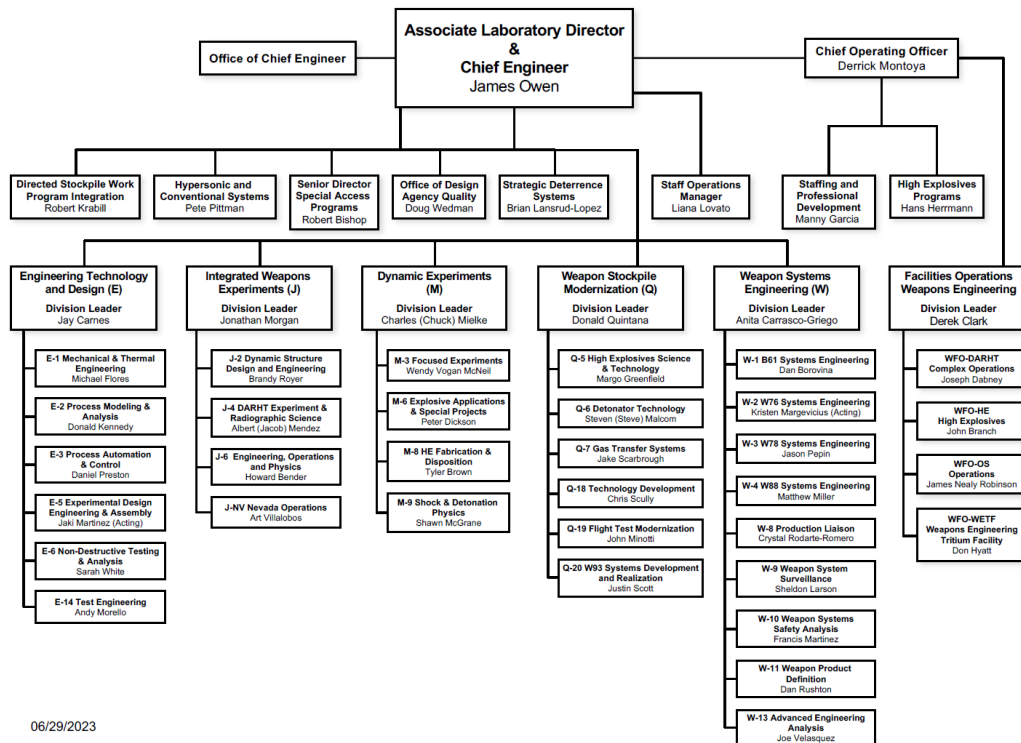 Associate Laboratory Director
&
Chief Engineer
James Owen
Office of Chief Engineer
Chief Operating Officer
Derrick Montoya
Directed Stockpile Work
Program Integration
Robert Krabill
Hypersonic and
Conventional Systems
Pete Pittman
Senior Director
Special Access
Programs
Robert Bishop
Office of Design
Agency Quality
Doug Wedman
Strategic Deterrence
Systems
Brian Lansrud-Lopez
Staff Operations
Manager
Liana Lovato
Staffing and
Professional
Development
Manny Garcia
High Explosives
Programs
Hans Herrmann
Engineering Technology
and Design (E)
Division Leader
Jay Carnes
E-1 Mechanical & Thermal
Engineering
Michael Flores
E-2 Process Modeling &
Analysis
Donald Kennedy
E-3 Process Automation
& Control
Daniel Preston
E-5 Experimental Design
Engineering & Assembly
Jaki Martinez (Acting)
E-6 Non-Destructive Testing
& Analysis
Sarah White
E-14 Test Engineering
Andy Morello
Integrated Weapons
Experiments (J)
Division Leader
Jonathan Morgan
J-2 Dynamic Structure
Design and Engineering
Brandy Royer
J-4 DARHT Experiment &
Radiographic Science
Albert (Jacob) Mendez
J-6 Engineering, Operations
and Physics
Howard Bender
J-NV Nevada Operations
Art Villalobos
Dynamic Experiments
(M)
Division Leader
Charles (Chuck) Mielke
M-3 Focused Experiments
Wendy Vogan McNeil
M-6 Explosive Applications
& Special Projects
Peter Dickson
M-8 HE Fabrication &
Disposition
Tyler Brown
M-9 Shock & Detonation
Physics
Shawn McGrane
Weapon Stockpile
Modernization (Q)
Division Leader
Donald Quintana
Q-5 High Explosives Science
& Technology
Margo Greenfield
Q-6 Detonator Technology
Steven (Steve) Malcom
Q-7 Gas Transfer Systems
Jake Scarbrough
Q-18 Technology Development
Chris Scully
Q-19 Flight Test Modernization
John Minotti
Q-20 W93 Systems Development
and Realization
Justin Scott
Weapon Systems
Engineering (W)
Division Leader
Anita Carrasco-Griego
W-1 B61 Systems Engineering
Dan Borovina
W-2 W76 Systems Engineering
Kristen Margevicius (Acting)
W-3 W78 Systems Engineering
Jason Pepin
W-4 W88 Systems Engineering
Matthew Miller
W-8 Production Liaison
Crystal Rodarte-Romero
W-9 Weapon System
Surveillance
Sheldon Larson
W-10 Weapon Systems
Safety Analysis
Francis Martinez
W-11 Weapon Product
Definition
Dan Rushton
W-13 Advanced Engineering
Analysis
Joe Velasquez
Facilities Operations
Weapons Engineering
Division Leader
Derek Clark
WFO-DARHT
Complex Operations
Joseph Dabney
WFO-HE
High Explosives
John Branch
WFO-OS
Operations
James Nealy Robinson
WFO-WETF
Weapons Engineering
Tritium Facility
Don Hyatt
06/29/2023